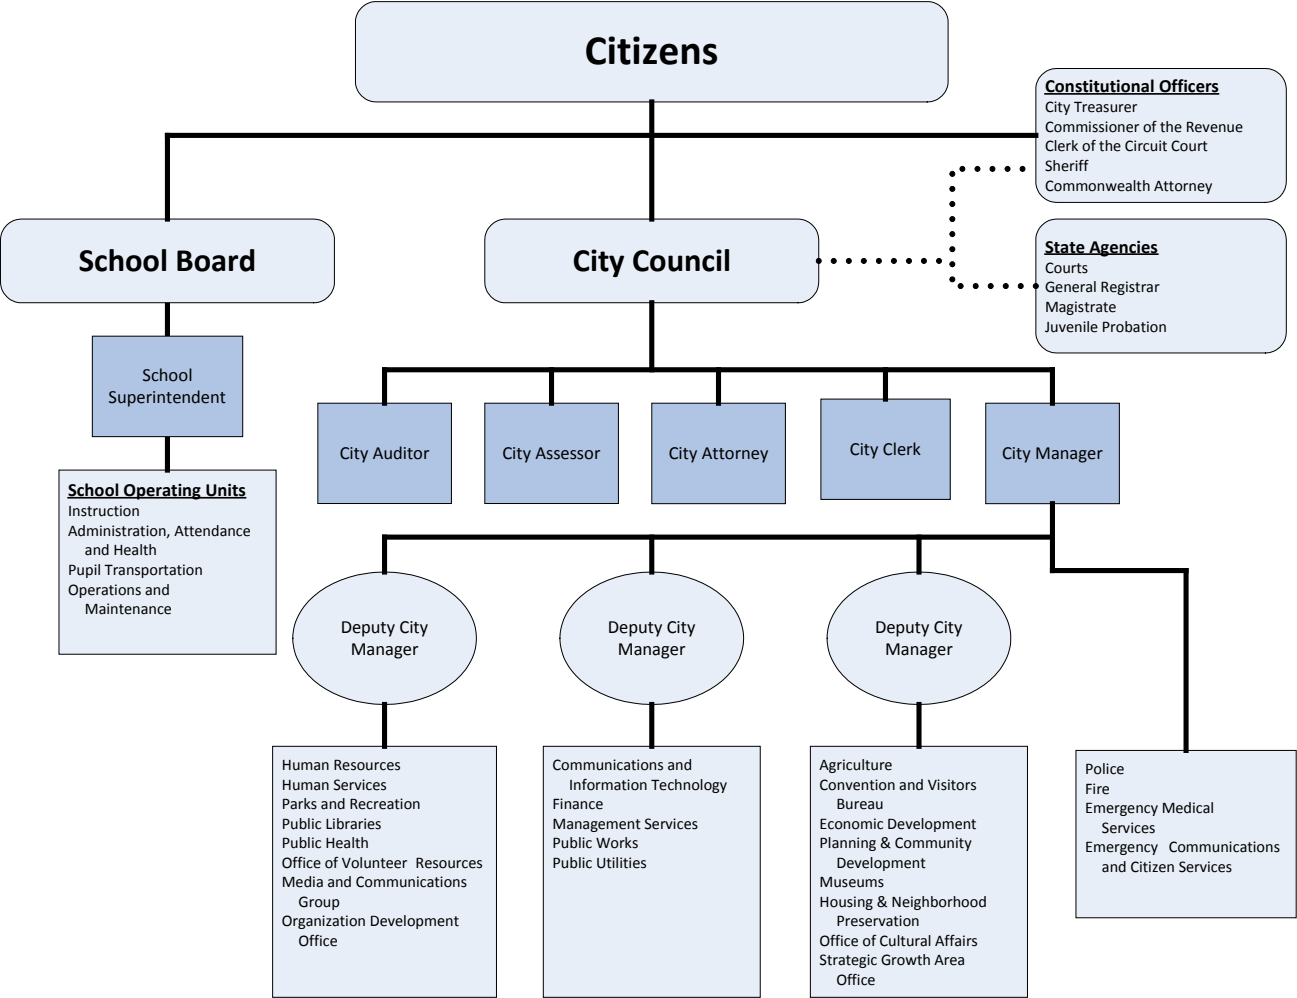 Citizens
Constitutional Officers
City Treasurer
Commissioner of the Revenue
Clerk of the Circuit Court
Sheriff
Commonwealth Attorney
School Board
City Council
State Agencies
Courts
General Registrar
Magistrate
Juvenile Probation
School
Superintendent
City Auditor
City Assessor
City Attorney
City Clerk
City Manager
School Operating Units
Instruction
Administration, Attendance
and Health
Pupil Transportation
Operations and
Maintenance
Deputy City
Manager
Deputy City
Manager
Deputy City
Manager
Human Resources
Human Services
Parks and Recreation
Public Libraries
Public Health
Office of Volunteer Resources
Media and Communications
Group
Organization Development
Office
Communications and
Information Technology
Finance
Management Services
Public Works
Public Utilities
Agriculture
Convention and Visitors
Bureau
Economic Development
Planning & Community
Development
Museums
Housing & Neighborhood
Preservation
Office of Cultural Affairs
Strategic Growth Area
Office
Police
Fire
Emergency Medical
Services
Emergency Communications
and Citizen Services